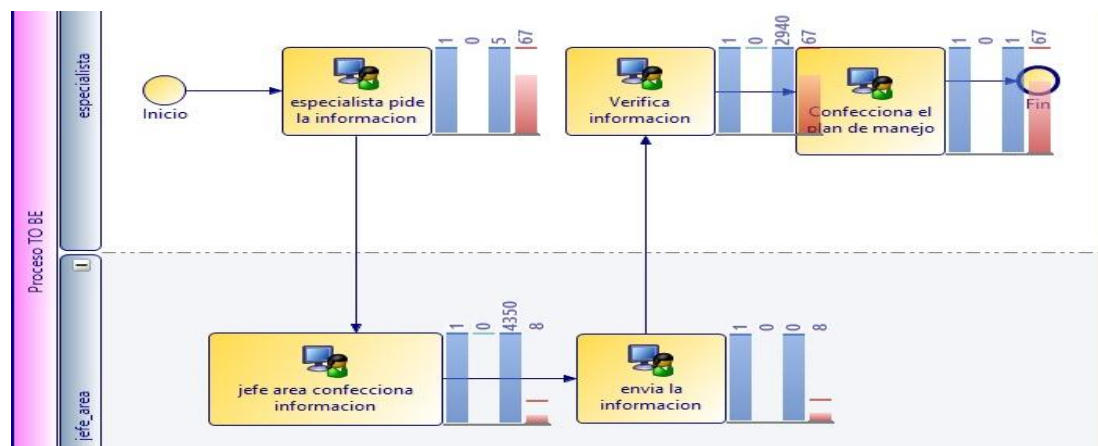 Proceso TO BE
especialista
Inicio
especialista pide
la informacion
1
0
5
67
Verifica
informacion
1
0
2940
67
Confecciona el
plan de manejo
1
0
1
67
Fin
jefe_area
jefe area confecciona
informacion
1
0
4350
8
envia la
informacion
1
0
0
8